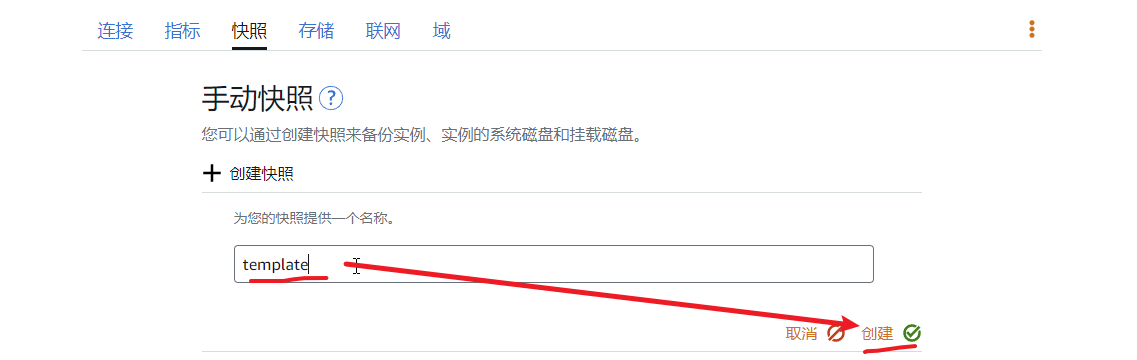 连接 指标 快照 存储 联网 域
手动快照 ?
您可以通过创建快照来备份实例、实例的系统磁盘和挂载磁盘。
+ 创建快照
为您的快照提供一个名称。
template
取消 创建